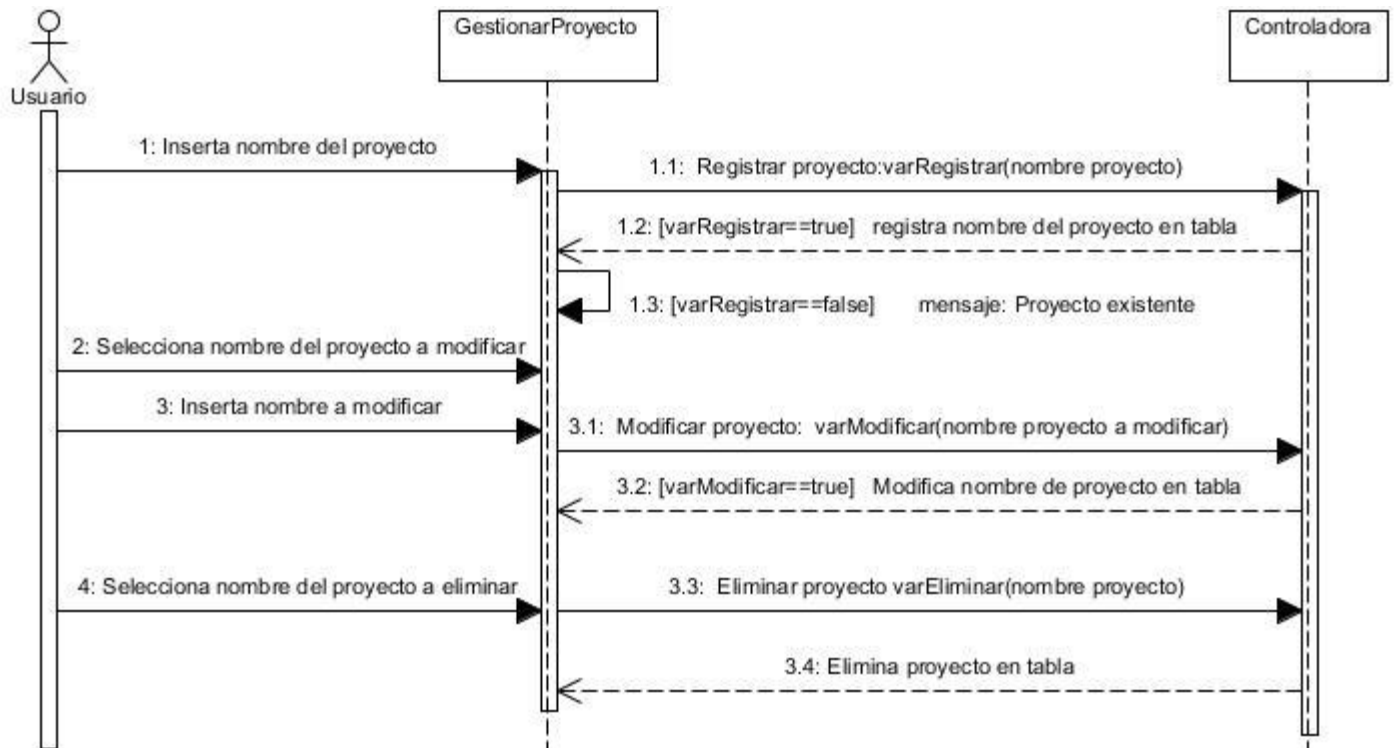 GestionarProyecto
Controladora
Usuario
1: Inserta nombre del proyecto
1.1: Registrar proyecto:varRegistrar(nombre proyecto)
1.2: [varRegistrar==true] registra nombre del proyecto en tabla
1.3: [varRegistrar==false] mensaje: Proyecto existente
2: Selecciona nombre del proyecto a modificar
3: Inserta nombre a modificar
3.1: Modificar proyecto: varModificar(nombre proyecto a modificar)
3.2: [varModificar==true] Modifica nombre de proyecto en tabla
4: Selecciona nombre del proyecto a eliminar
3.3: Eliminar proyecto varEliminar(nombre proyecto)
3.4: Elimina proyecto en tabla